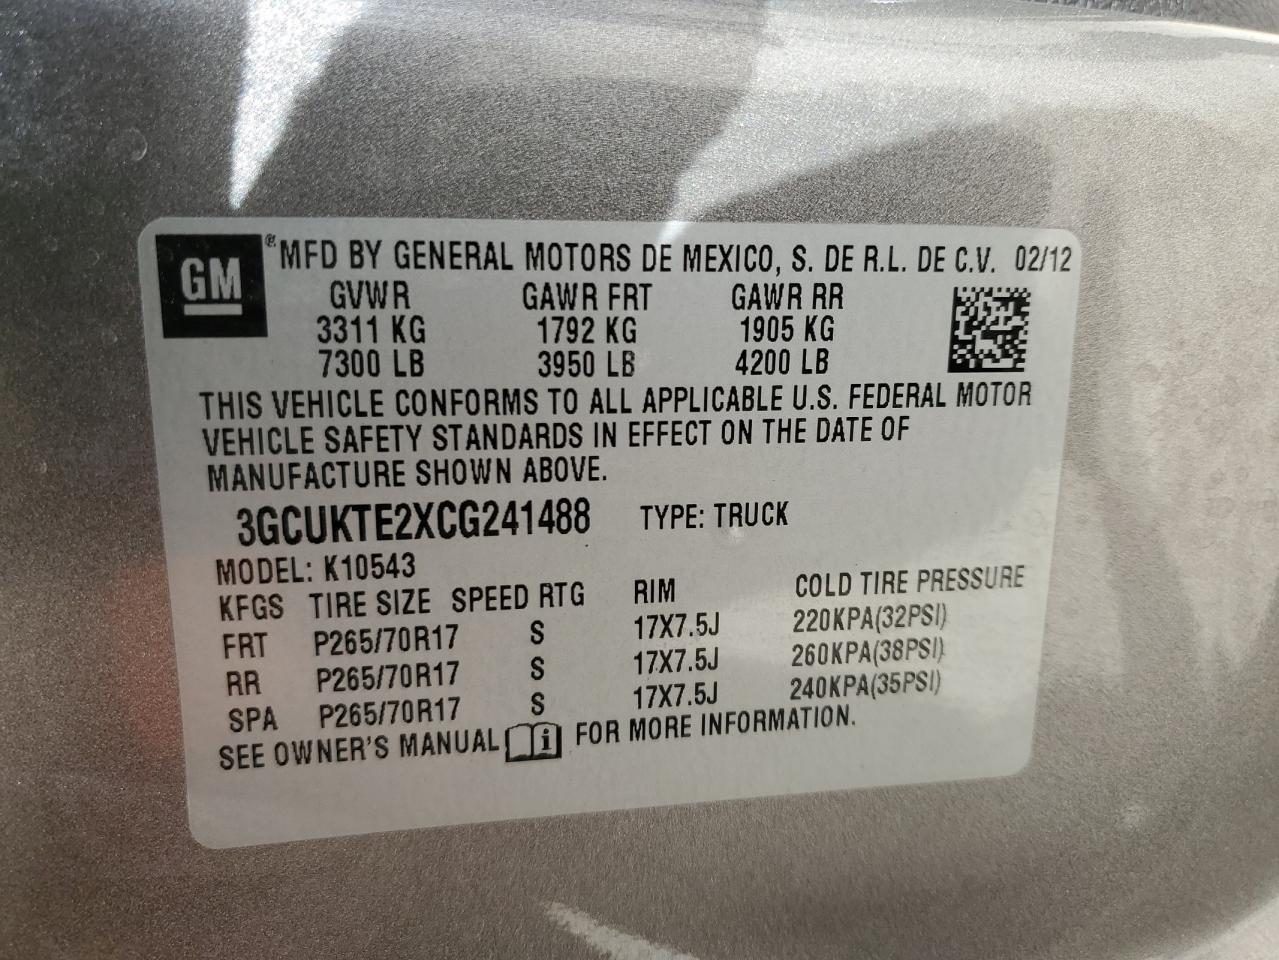 GM
® MFD BY GENERAL MOTORS DE MEXICO, S. DE R.L. DE C.V. 02/12
GVWR GAWR FRT GAWR RR
3311 KG 1792 KG 1905 KG
7300 LB 3950 LB 4200 LB
THIS VEHICLE CONFORMS TO ALL APPLICABLE U.S. FEDERAL MOTOR
VEHICLE SAFETY STANDARDS IN EFFECT ON THE DATE OF
MANUFACTURE SHOWN ABOVE.
3GCUKTE2XCG241488 TYPE: TRUCK
MODEL: K10543
KFGS TIRE SIZE SPEED RTG RIM COLD TIRE PRESSURE
FRT P265/70R17 S 17X7.5J 220KPA(32PSI)
RR P265/70R17 S 17X7.5J 260KPA(38PSI)
SPA P265/70R17 S 17X7.5J 240KPA(35PSI)
SEE OWNER'S MANUAL i FOR MORE INFORMATION.